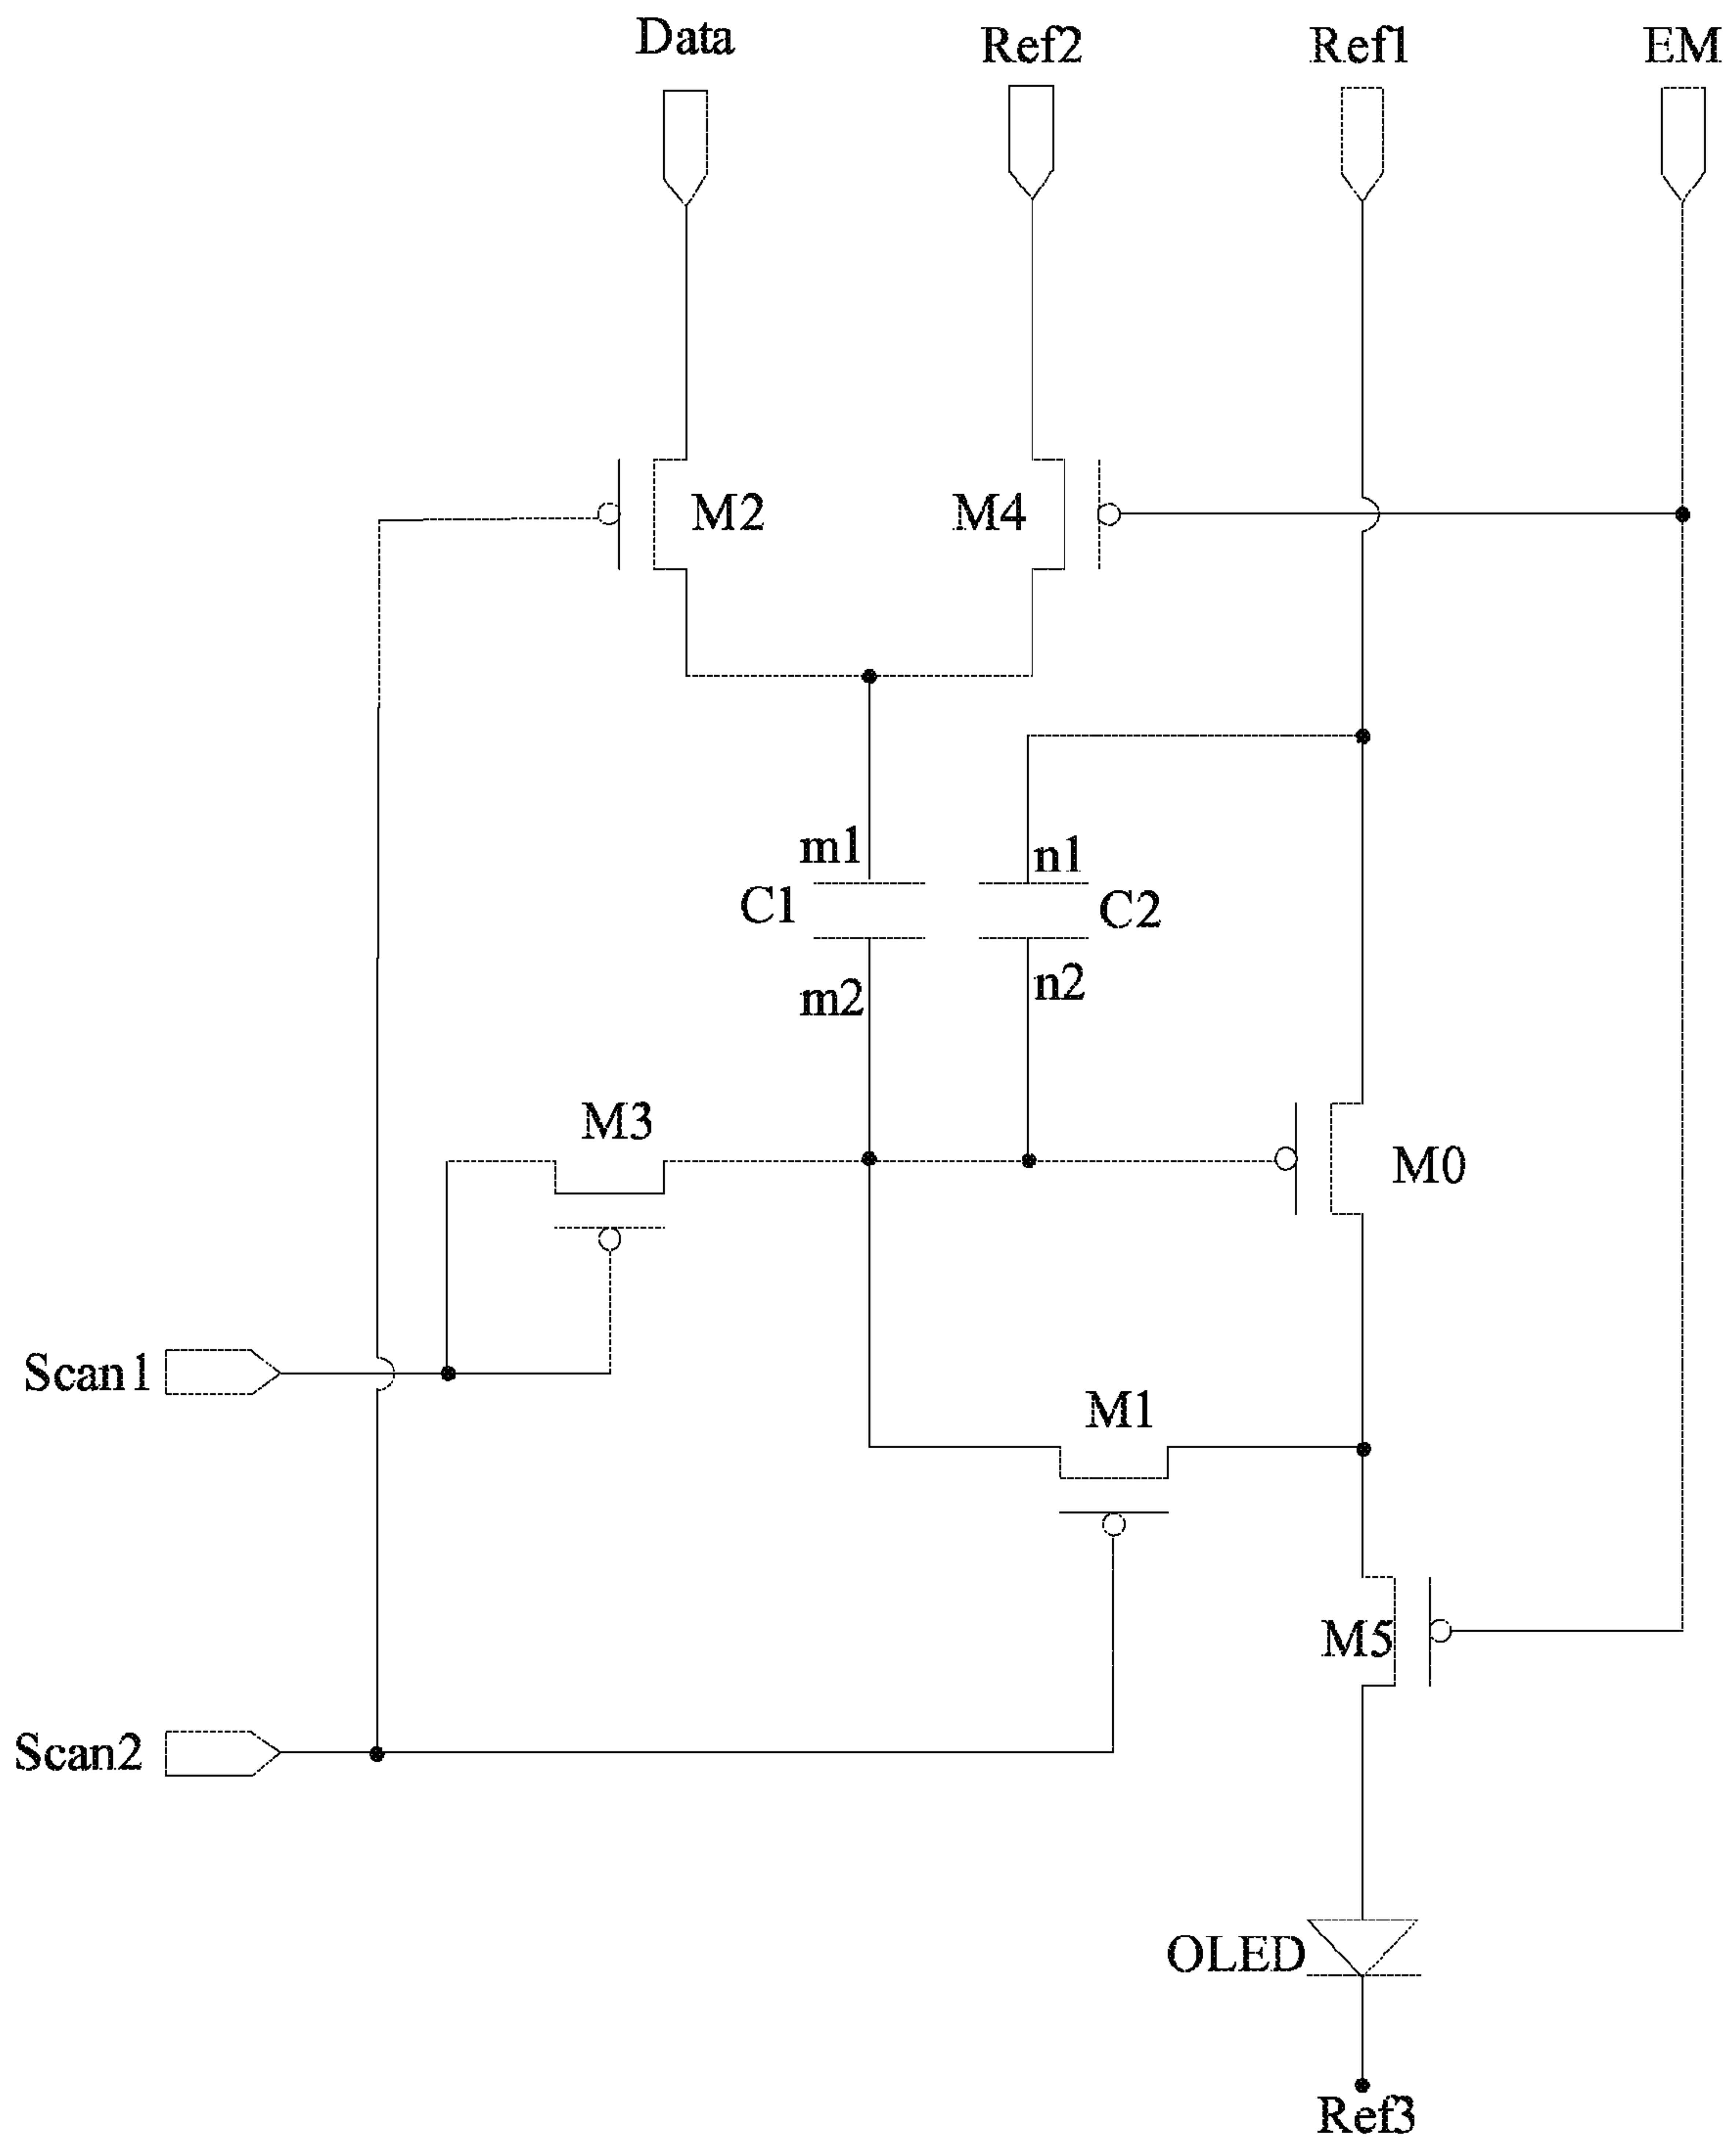 Data
Ref2
Ref1
EM
M2
M4
m1
n1
C1
C2
m2
n2
M3
M0
Scan1
M1
M5
Scan2
OLED
Ref3